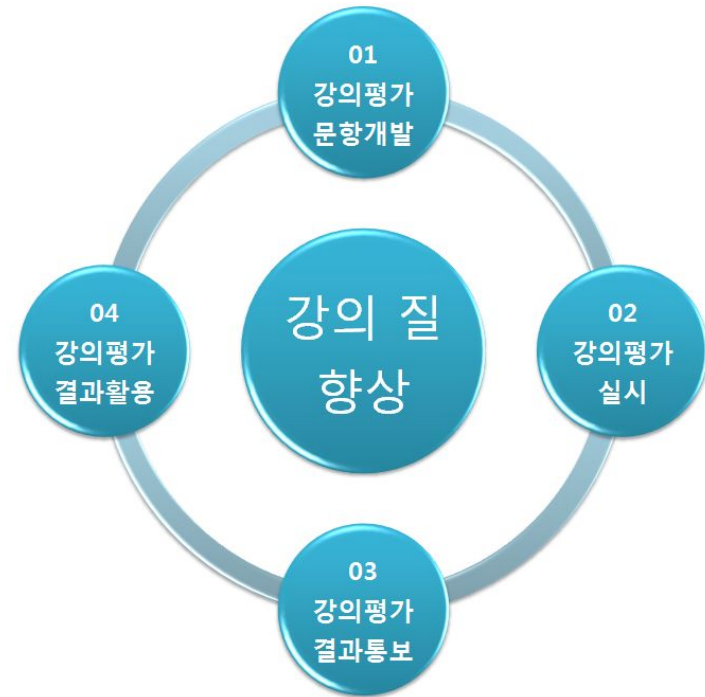 01
강의평가
문항개발
04
강의평가
결과활용
강의 질
향상
02
강의평가
실시
03
강의평가
결과통보